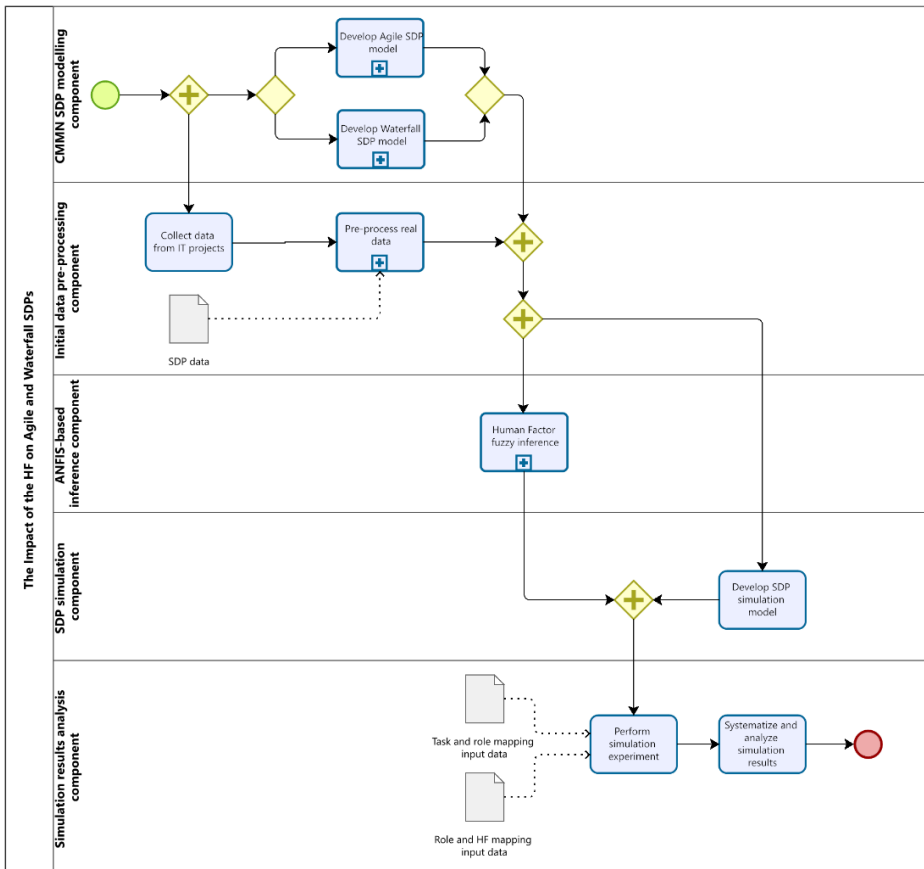 The Impact of the HF on Agile and Waterfall SDPs
CMMN SDP modelling
component
Develop Agile SDP
model
Develop Waterfall
SDP model
Initial data pre-processing
component
Collect data
from IT projects
Pre-process real
data
SDP data
ANFIS-based
inference component
Human Factor
fuzzy inference
SDP simulation
component
Develop SDP
simulation
model
Simulation results analysis
component
Task and role mapping
input data
Perform
simulation
experiment
Systematize and
analyze
simulation
results
Role and HF mapping
input data